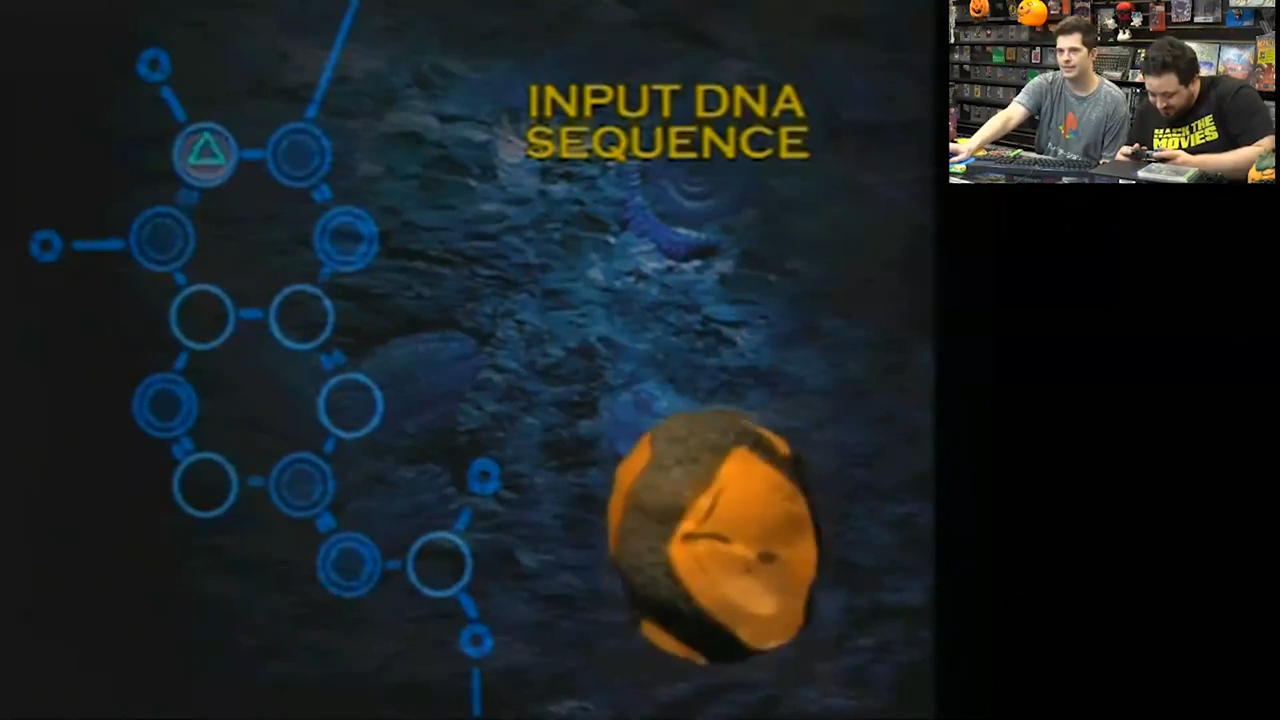 INPUT DNA
SEQUENCE
HACK THE
MOVIES